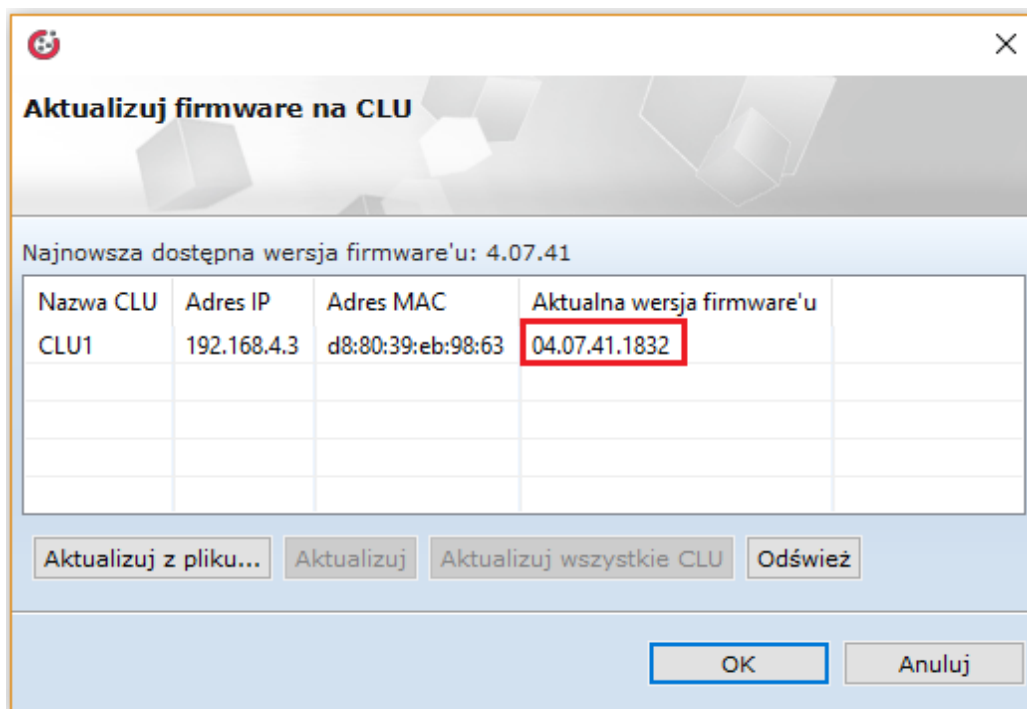 Aktualizuj firmware na CLU
Najnowsza dostępna wersja firmware'u: 4.07.41
Nazwa CLU Adres IP Adres MAC Aktualna wersja firmware'u
CLU1 192.168.4.3 d8:80:39:eb:98:63 04.07.41.1832
Aktualizuj z pliku... Aktualizuj Aktualizuj wszystkie CLU Odśwież
OK Anuluj